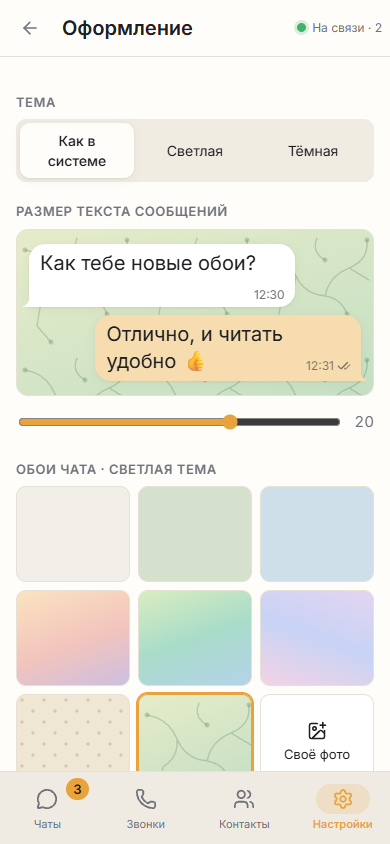 Оформление
На связи · 2
ТЕМА
Как в
системе
Светлая
Тёмная
РАЗМЕР ТЕКСТА СООБЩЕНИЙ
Как тебе новые обои?
12:30
Отлично, и читать
удобно 👍
12:31
20
ОБОИ ЧАТА · СВЕТЛАЯ ТЕМА
Своё фото
3
Чаты
Звонки
Контакты
Настройки